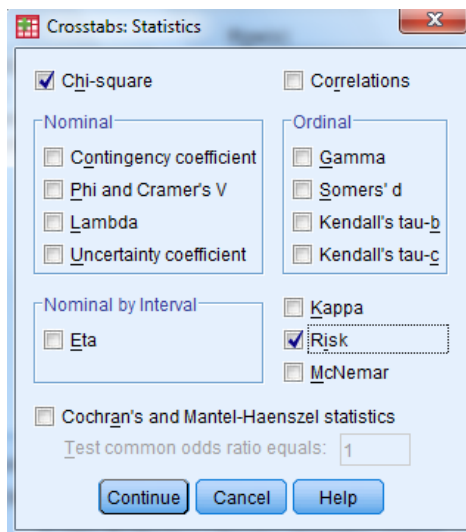 Crosstabs: Statistics
Chi-square
Correlations
Nominal
Contingency coefficient
Phi and Cramer's V
Lambda
Uncertainty coefficient
Ordinal
Gamma
Somers' d
Kendall's tau-b
Kendall's tau-c
Nominal by Interval
Eta
Kappa
Risk
McNemar
Cochran's and Mantel-Haenszel statistics
Test common odds ratio equals: 1
Continue Cancel Help